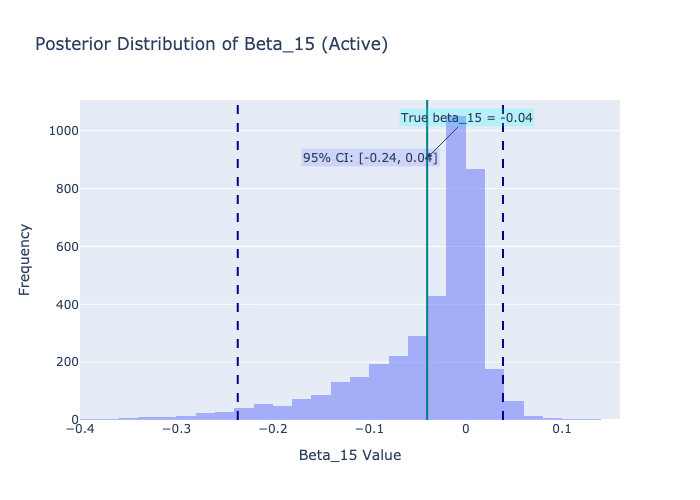 Posterior Distribution of Beta_15 (Active)
True beta_15 = -0.04
95% CI: [-0.24, 0.04]
1000
800
600
400
200
0
Frequency
−0.4
−0.3
−0.2
−0.1
0
0.1
Beta_15 Value